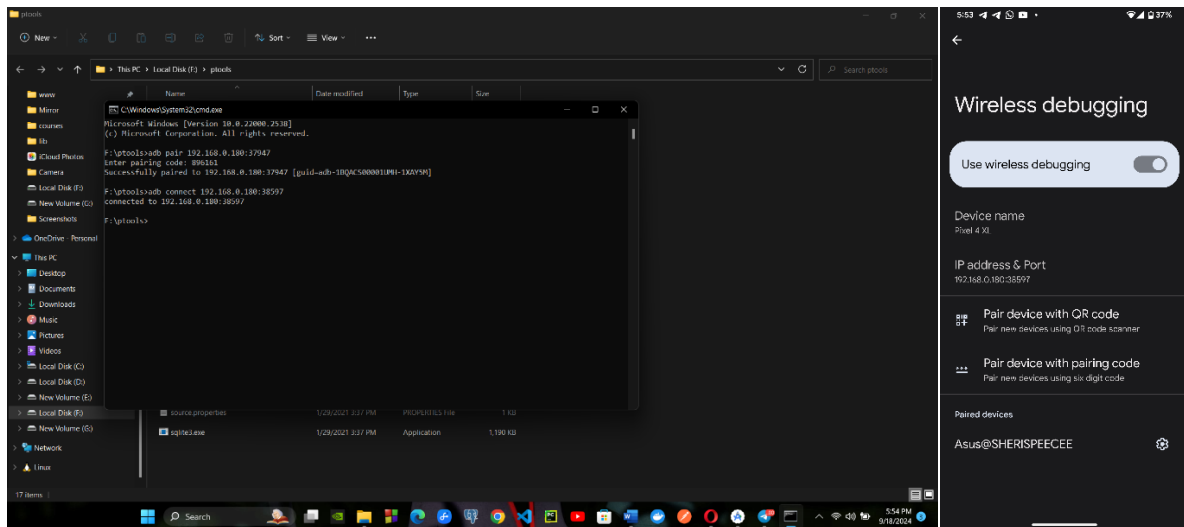 ptools
New
Sort
View
This PC > Local Disk (F:) > ptools
Search ptools
Name
Date modified
Type
Size
www
Mirror
courses
lib
iCloud Photos
Camera
Local Disk (F:)
New Volume (G:)
Screenshots
OneDrive - Personal
This PC
Desktop
Documents
Downloads
Music
Pictures
Videos
Local Disk (C:)
Local Disk (D:)
New Volume (E:)
Local Disk (F:)
New Volume (G:)
Network
Linux
C:\Windows\System32\cmd.exe
Microsoft Windows [Version 10.0.22000.2538]
(c) Microsoft Corporation. All rights reserved.
F:\ptools>adb pair 192.168.0.180:37947
Enter pairing code: 896161
Successfully paired to 192.168.0.180:37947
F:\ptools>adb connect 192.168.0.180:38597
connected to 192.168.0.180:38597
F:\ptools>
source.properties 1/29/2021 3:37 PM PROPERTIES File 1 KB
sqlite3.exe 1/29/2021 3:37 PM Application 1,190 KB
17 items
Search
5:54 PM
9/18/2024
5:53
37%
Wireless debugging
Use wireless debugging
Device name
Pixel 4 XL
IP address & Port
192.168.0.180:38597
Pair device with QR code
Pair new devices using QR code scanner
Pair device with pairing code
Pair new devices using six digit code
Paired devices
Asus@SHERISPEECEE